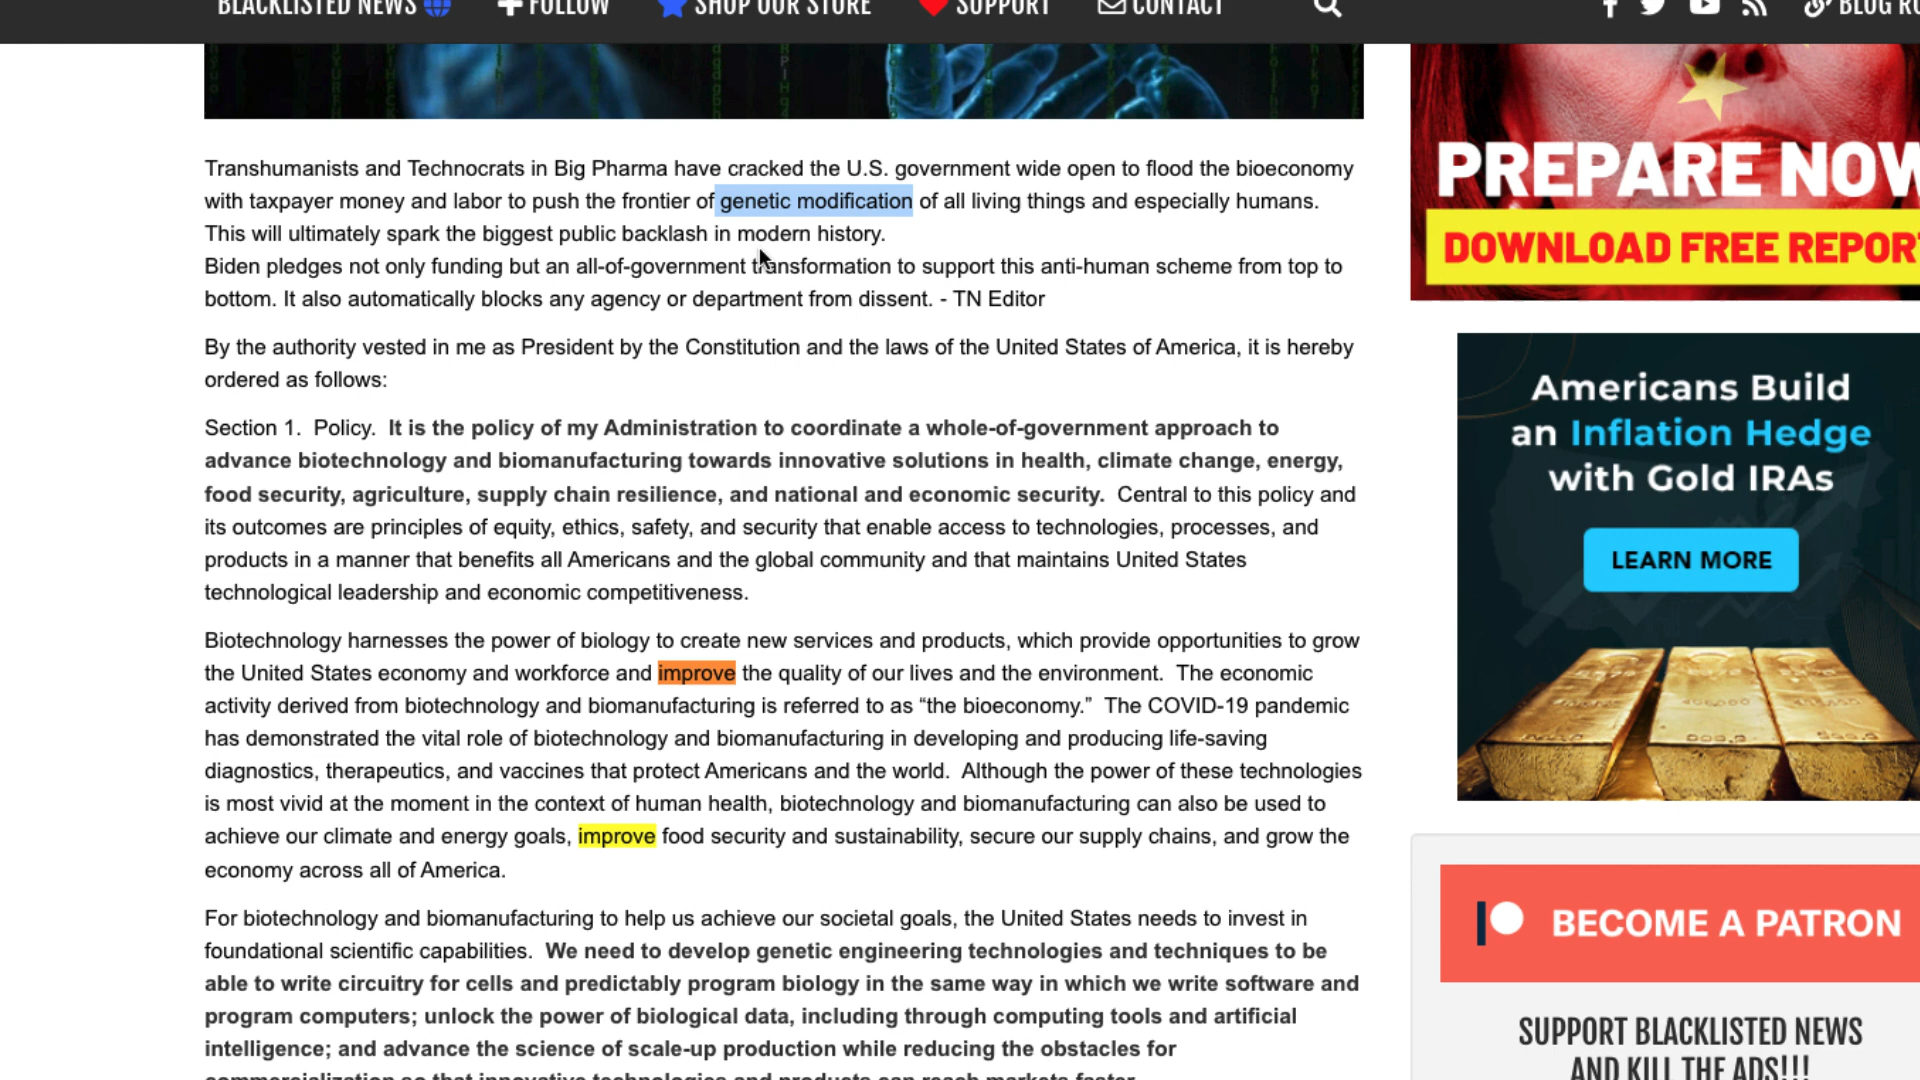 BLACKLISTED NEWS
FOLLOW
SHOP OUR STORE
SUPPORT
CONTACT
BLOG
Transhumanists and Technocrats in Big Pharma have cracked the U.S. government wide open to flood the bioeconomy
with taxpayer money and labor to push the frontier of genetic modification of all living things and especially humans.
This will ultimately spark the biggest public backlash in modern history.
Biden pledges not only funding but an all-of-government transformation to support this anti-human scheme from top to
bottom. It also automatically blocks any agency or department from dissent. - TN Editor
By the authority vested in me as President by the Constitution and the laws of the United States of America, it is hereby
ordered as follows:
Section 1.  Policy.  It is the policy of my Administration to coordinate a whole-of-government approach to
advance biotechnology and biomanufacturing towards innovative solutions in health, climate change, energy,
food security, agriculture, supply chain resilience, and national and economic security.  Central to this policy and
its outcomes are principles of equity, ethics, safety, and security that enable access to technologies, processes, and
products in a manner that benefits all Americans and the global community and that maintains United States
technological leadership and economic competitiveness.
Biotechnology harnesses the power of biology to create new services and products, which provide opportunities to grow
the United States economy and workforce and improve the quality of our lives and the environment.  The economic
activity derived from biotechnology and biomanufacturing is referred to as “the bioeconomy.”  The COVID-19 pandemic
has demonstrated the vital role of biotechnology and biomanufacturing in developing and producing life-saving
diagnostics, therapeutics, and vaccines that protect Americans and the world.  Although the power of these technologies
is most vivid at the moment in the context of human health, biotechnology and biomanufacturing can also be used to
achieve our climate and energy goals, improve food security and sustainability, secure our supply chains, and grow the
economy across all of America.
For biotechnology and biomanufacturing to help us achieve our societal goals, the United States needs to invest in
foundational scientific capabilities.  We need to develop genetic engineering technologies and techniques to be
able to write circuitry for cells and predictably program biology in the same way in which we write software and
program computers; unlock the power of biological data, including through computing tools and artificial
intelligence; and advance the science of scale-up production while reducing the obstacles for
commercialization so that innovative technologies and products can reach markets faster.
PREPARE NOW
DOWNLOAD FREE REPOR
Americans Build
an Inflation Hedge
with Gold IRAs
LEARN MORE
BECOME A PATRON
SUPPORT BLACKLISTED NEWS
AND KILL THE ADS!!!